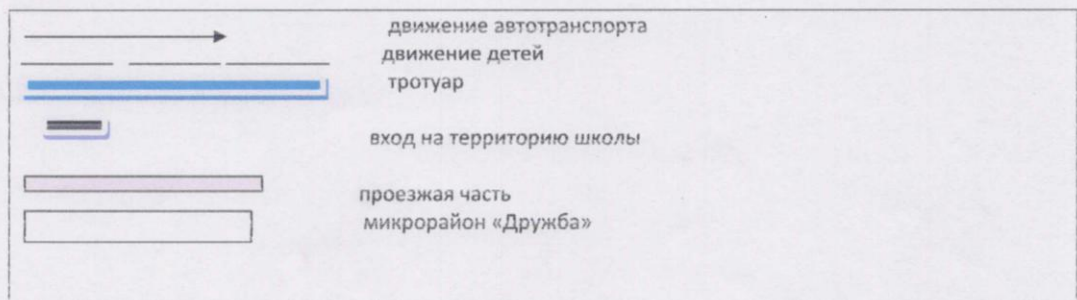 движение автотранспорта
движение детей
тротуар
вход на территорию школы
проезжая часть
микрорайон «Дружба»